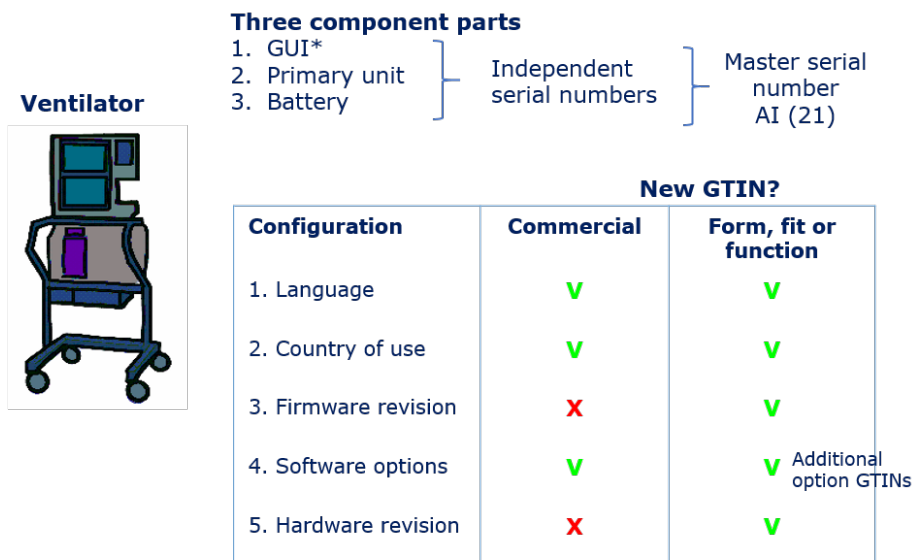 Three component parts
1. GUI*
2. Primary unit
3. Battery
Independent
serial numbers
Master serial
number
AI (21)
Ventilator
New GTIN?
Configuration
Commercial
Form, fit or
function
1. Language
V
V
2. Country of use
V
V
3. Firmware revision
X
V
4. Software options
V
V
Additional
option GTINs
5. Hardware revision
X
V